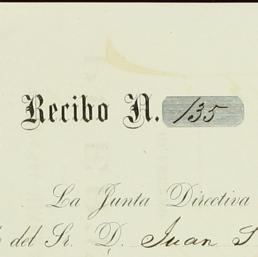 Recibo N. 135
La Junta Directiva
del Sr. D. Juan